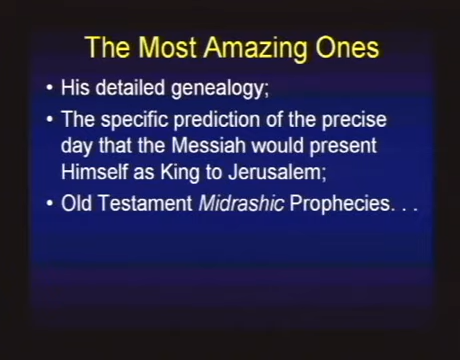 The Most Amazing Ones
• His detailed genealogy;
• The specific prediction of the precise
day that the Messiah would present
Himself as King to Jerusalem;
• Old Testament Midrashic Prophecies. . .